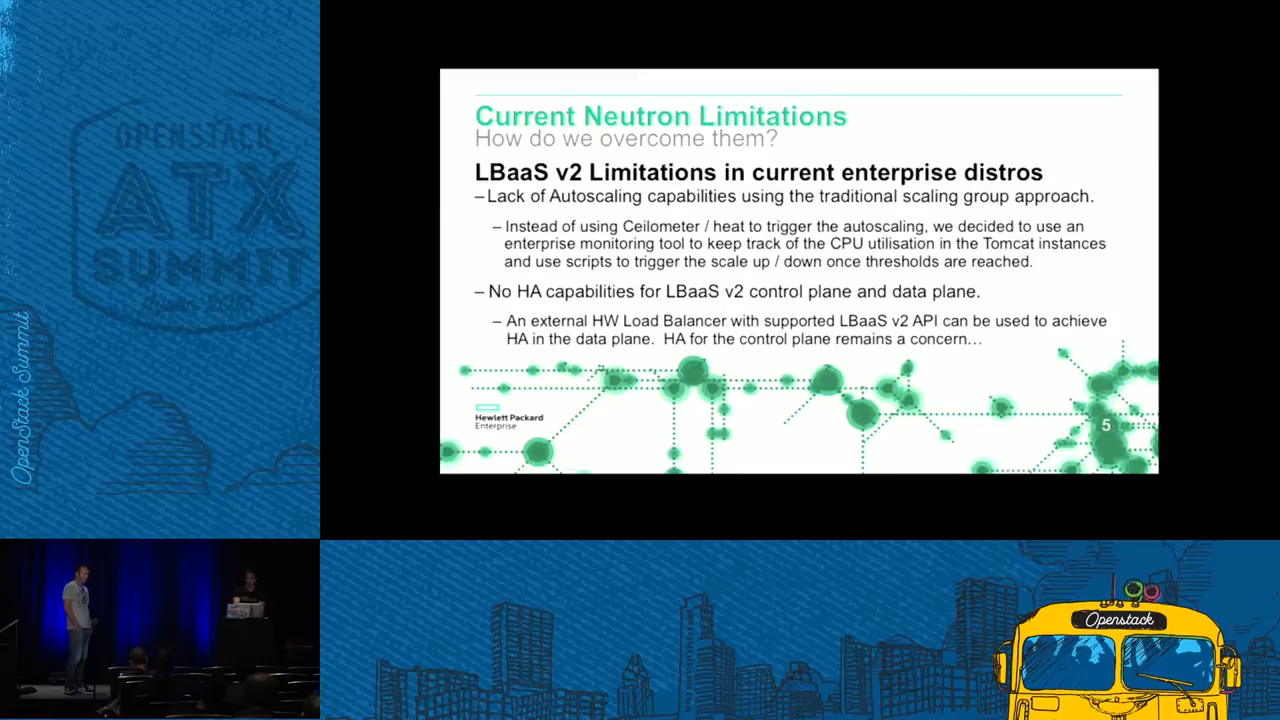 OPENSTACK
ATX
SUMMIT
OpenStack Summit
Current Neutron Limitations
How do we overcome them?
LBaaS v2 Limitations in current enterprise distros
– Lack of Autoscaling capabilities using the traditional scaling group approach.
– Instead of using Ceilometer / heat to trigger the autoscaling, we decided to use an
enterprise monitoring tool to keep track of the CPU utilisation in the Tomcat instances
and use scripts to trigger the scale up / down once thresholds are reached.
– No HA capabilities for LBaaS v2 control plane and data plane.
– An external HW Load Balancer with supported LBaaS v2 API can be used to achieve
HA in the data plane. HA for the control plane remains a concern…
Hewlett Packard
Enterprise
5
Openstack